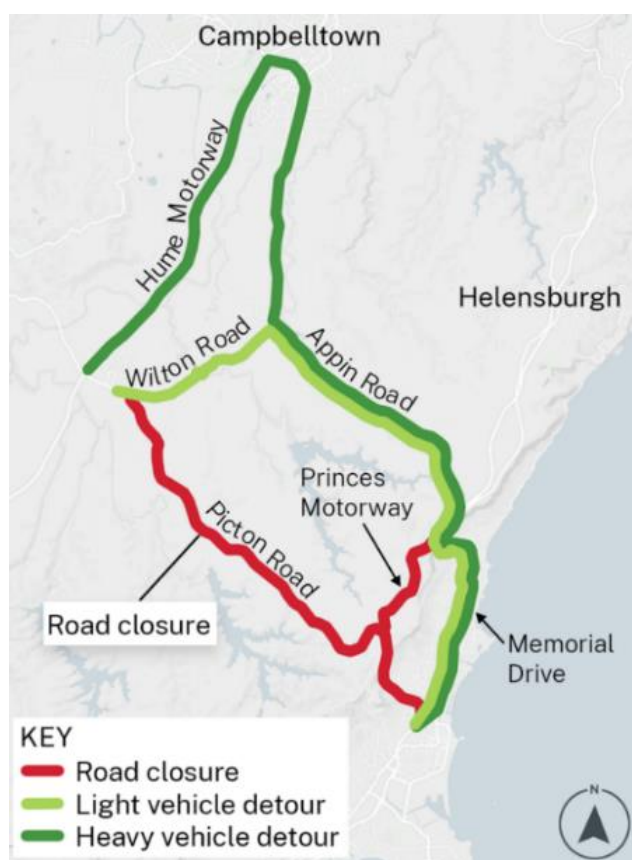 Campbelltown
Hume Motorway
Helensburgh
Wilton Road
Appin Road
Princes
Motorway
Picton Road
Road closure
Memorial
Drive
KEY
Road closure
Light vehicle detour
Heavy vehicle detour
N